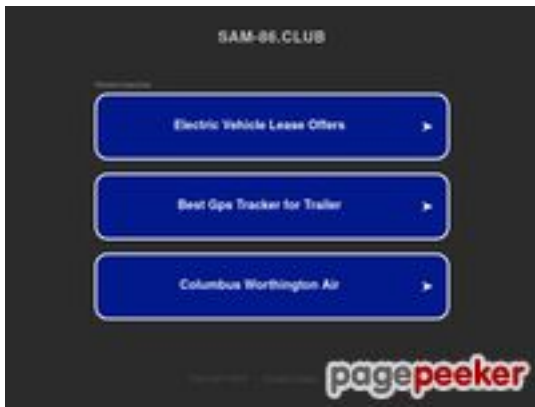 SAM-86.CLUB
Electric Vehicle Lease Offers
Best Gps Tracker for Trailer
Columbus Worthington Air
pagepeeker